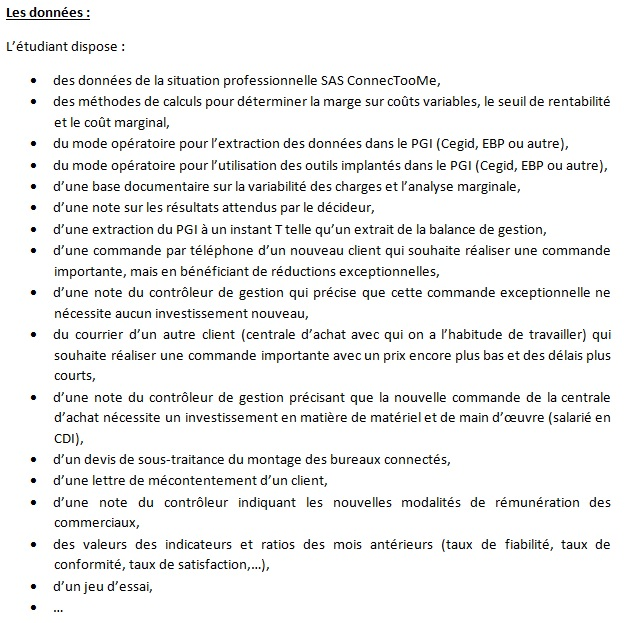 Les données :
L'étudiant dispose :
• des données de la situation professionnelle SAS ConnecTooMe,
• des méthodes de calculs pour déterminer la marge sur coûts variables, le seuil de rentabilité
et le coût marginal,
• du mode opératoire pour l'extraction des données dans le PGI (Cegid, EBP ou autre),
• du mode opératoire pour l'utilisation des outils implantés dans le PGI (Cegid, EBP ou autre),
• d'une base documentaire sur la variabilité des charges et l'analyse marginale,
• d'une note sur les résultats attendus par le décideur,
• d'une extraction du PGI à un instant T telle qu'un extrait de la balance de gestion,
• d'une commande par téléphone d'un nouveau client qui souhaite réaliser une commande
importante, mais en bénéficiant de réductions exceptionnelles,
• d'une note du contrôleur de gestion qui précise que cette commande exceptionnelle ne
nécessite aucun investissement nouveau,
• du courrier d'un autre client (centrale d'achat avec qui on a l'habitude de travailler) qui
souhaite réaliser une commande importante avec un prix encore plus bas et des délais plus
courts,
• d'une note du contrôleur de gestion précisant que la nouvelle commande de la centrale
d'achat nécessite un investissement en matière de matériel et de main d'œuvre (salarié en
CDI),
• d'un devis de sous-traitance du montage des bureaux connectés,
• d'une lettre de mécontentement d'un client,
• d'une note du contrôleur indiquant les nouvelles modalités de rémunération des
commerciaux,
• des valeurs des indicateurs et ratios des mois antérieurs (taux de fiabilité, taux de
conformité, taux de satisfaction,…),
• d'un jeu d'essai,
• …